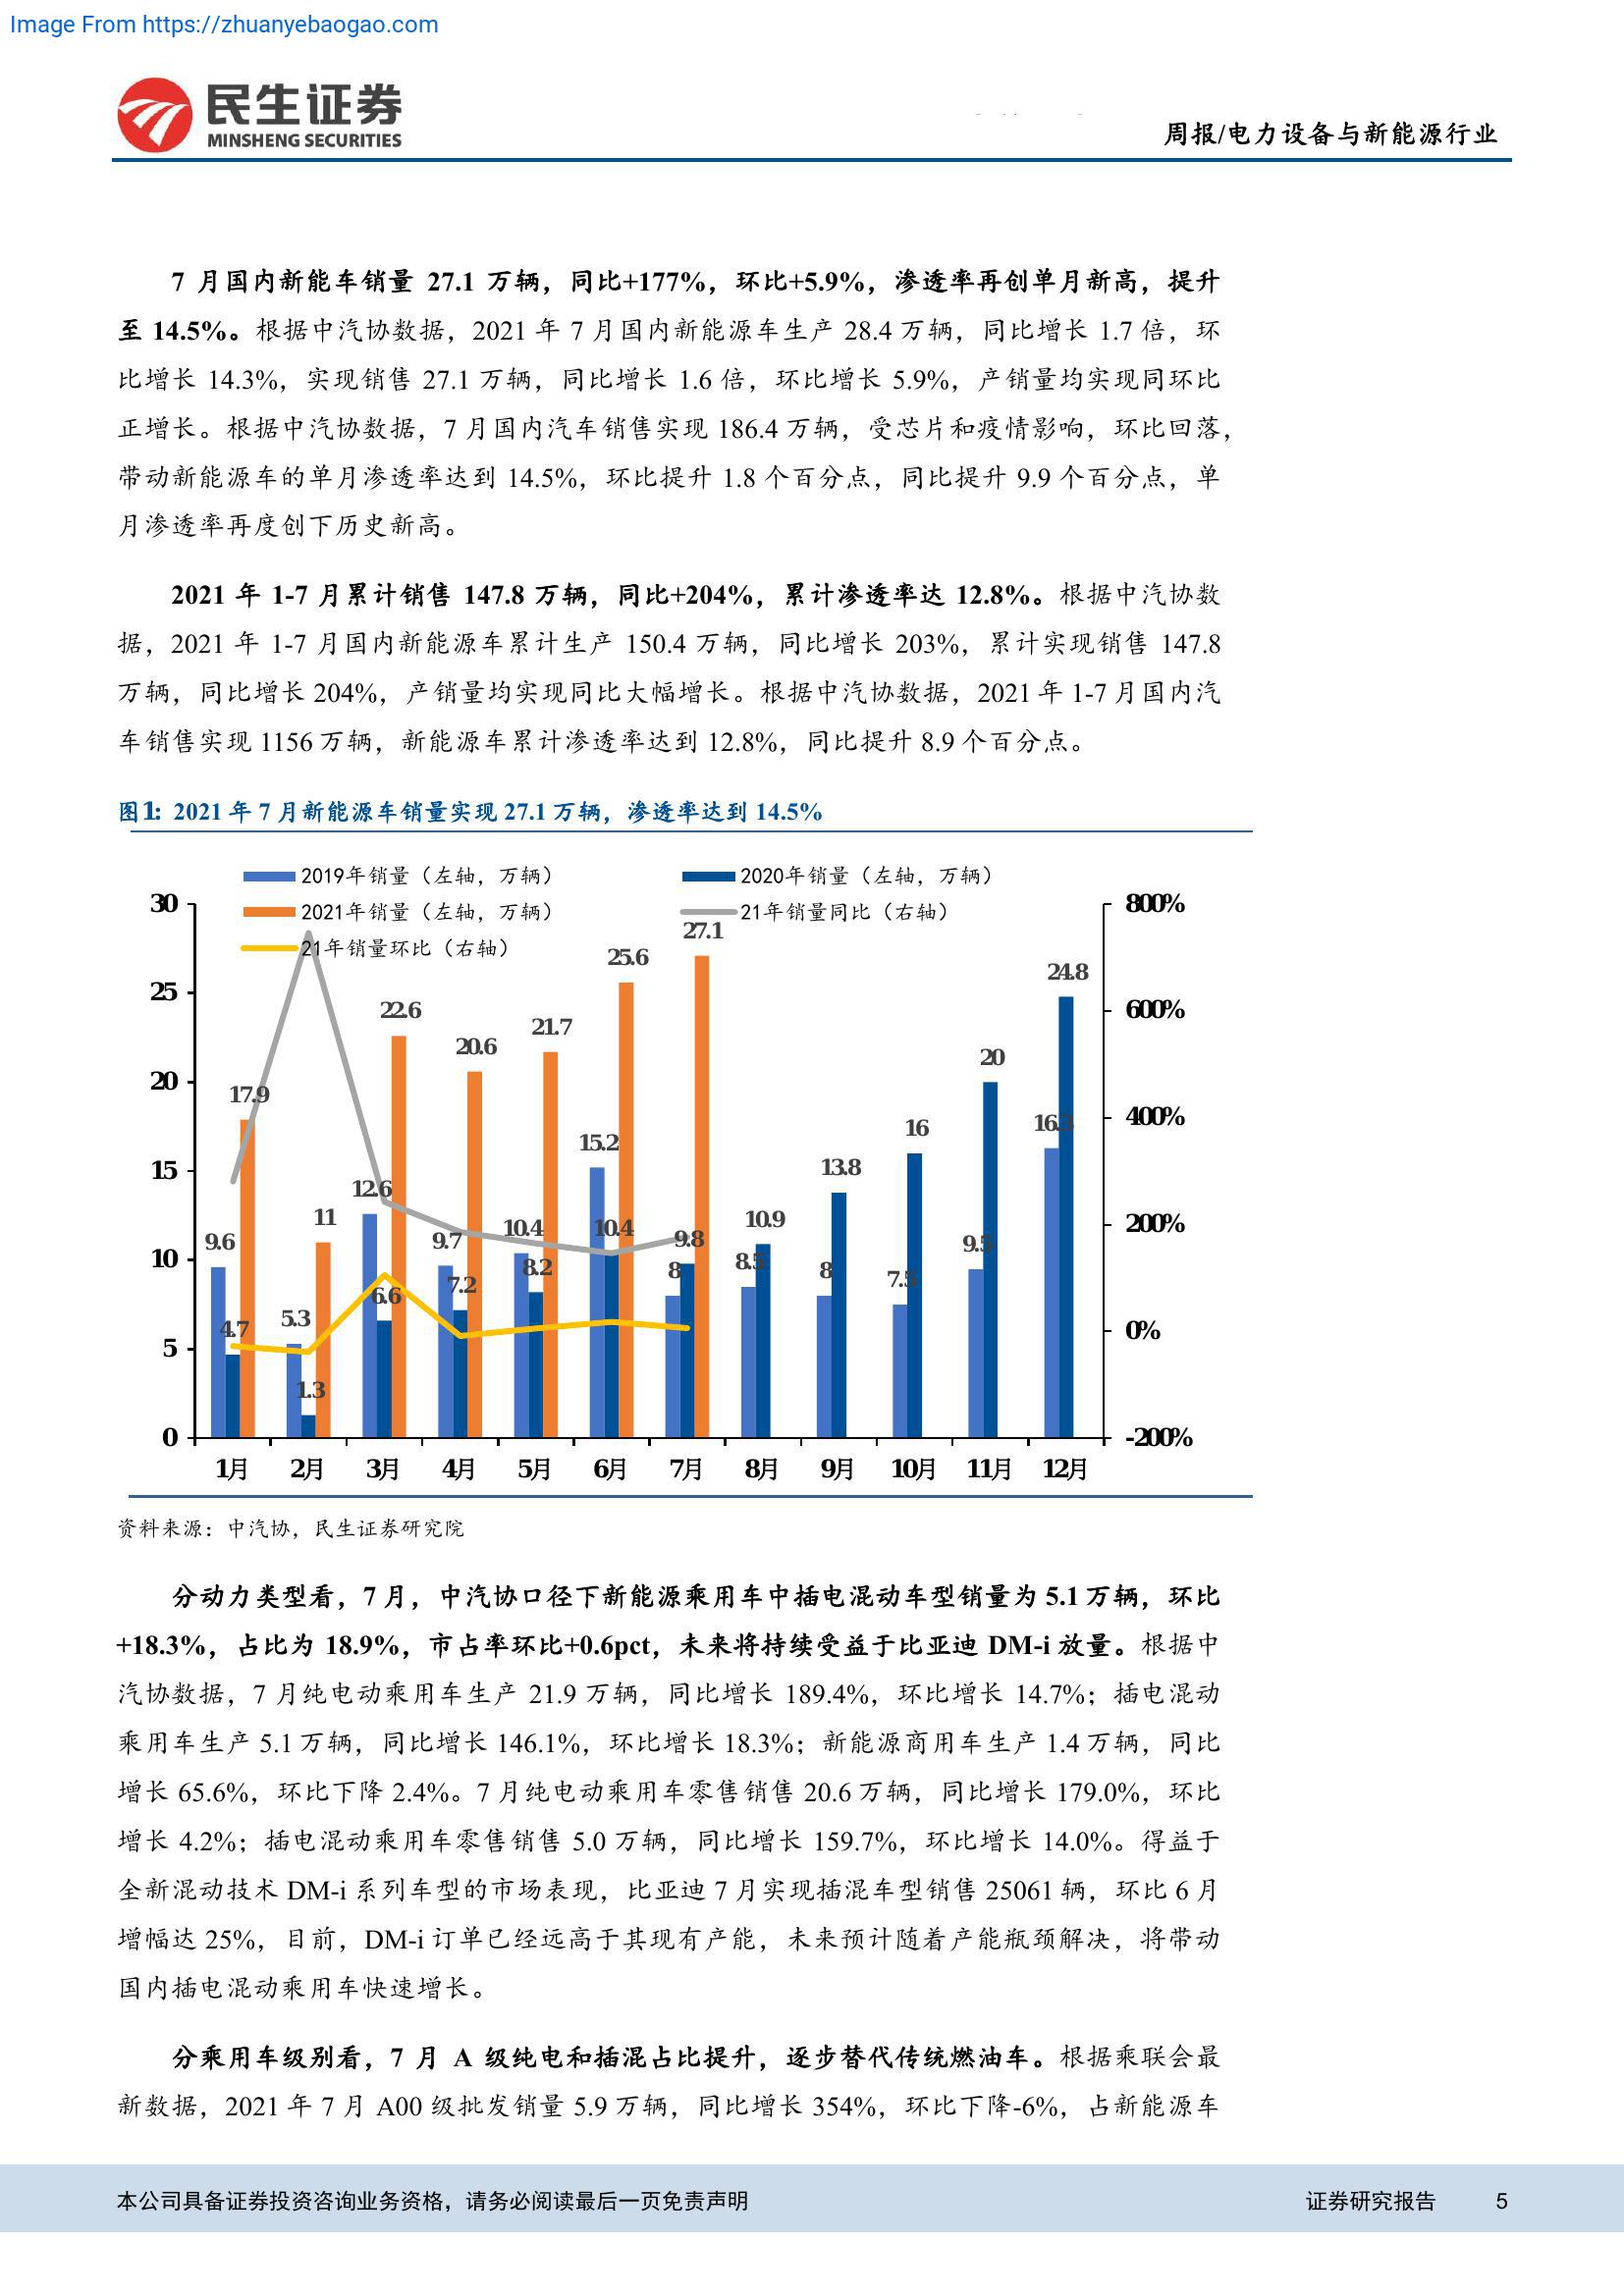 Image From https://zhuanyebaogao.com
民生证券
MINSHENG SECURITIES
周报/电力设备与新能源行业
7 月国内新能车销量 27.1 万辆，同比+177%，环比+5.9%，渗透率再创单月新高，提升
至 14.5%。根据中汽协数据，2021 年 7 月国内新能源车生产 28.4 万辆，同比增长 1.7 倍，环
比增长 14.3%，实现销售 27.1 万辆，同比增长 1.6 倍，环比增长 5.9%，产销量均实现同环比
正增长。根据中汽协数据，7 月国内汽车销售实现 186.4 万辆，受芯片和疫情影响，环比回落，
带动新能源车的单月渗透率达到 14.5%，环比提升 1.8 个百分点，同比提升 9.9 个百分点，单
月渗透率再度创下历史新高。
2021 年 1-7 月累计销售 147.8 万辆，同比+204%，累计渗透率达 12.8%。根据中汽协数
据，2021 年 1-7 月国内新能源车累计生产 150.4 万辆，同比增长 203%，累计实现销售 147.8
万辆，同比增长 204%，产销量均实现同比大幅增长。根据中汽协数据，2021 年 1-7 月国内汽
车销售实现 1156 万辆，新能源车累计渗透率达到 12.8%，同比提升 8.9 个百分点。
图1：2021 年 7 月新能源车销量实现 27.1 万辆，渗透率达到 14.5%
2019年销量（左轴，万辆） 2020年销量（左轴，万辆）
2021年销量（左轴，万辆） 21年销量同比（右轴）
21年销量环比（右轴）
30
25
20
15
10
5
0
800%
600%
400%
200%
0%
-200%
9.6 4.7 17.9
5.3 1.3 11
12.6 6.6 22.6
9.7 7.2 20.6
10.4 8.2 21.7
15.2 10.4 25.6
8 9.8 27.1
8.5 10.9
8 13.8
7.5 16
9.5 20
16.3 24.8
1月 2月 3月 4月 5月 6月 7月 8月 9月 10月 11月 12月
资料来源：中汽协，民生证券研究院
分动力类型看，7 月，中汽协口径下新能源乘用车中插电混动车型销量为 5.1 万辆，环比
+18.3%，占比为 18.9%，市占率环比+0.6pct，未来将持续受益于比亚迪 DM-i 放量。根据中
汽协数据，7 月纯电动乘用车生产 21.9 万辆，同比增长 189.4%，环比增长 14.7%；插电混动
乘用车生产 5.1 万辆，同比增长 146.1%，环比增长 18.3%；新能源商用车生产 1.4 万辆，同比
增长 65.6%，环比下降 2.4%。7 月纯电动乘用车零售销售 20.6 万辆，同比增长 179.0%，环比
增长 4.2%；插电混动乘用车零售销售 5.0 万辆，同比增长 159.7%，环比增长 14.0%。得益于
全新混动技术 DM-i 系列车型的市场表现，比亚迪 7 月实现插混车型销售 25061 辆，环比 6 月
增幅达 25%，目前，DM-i 订单已经远高于其现有产能，未来预计随着产能瓶颈解决，将带动
国内插电混动乘用车快速增长。
分乘用车级别看，7 月 A 级纯电和插混占比提升，逐步替代传统燃油车。根据乘联会最
新数据，2021 年 7 月 A00 级批发销量 5.9 万辆，同比增长 354%，环比下降-6%，占新能源车
本公司具备证券投资咨询业务资格，请务必阅读最后一页免责声明
证券研究报告 5